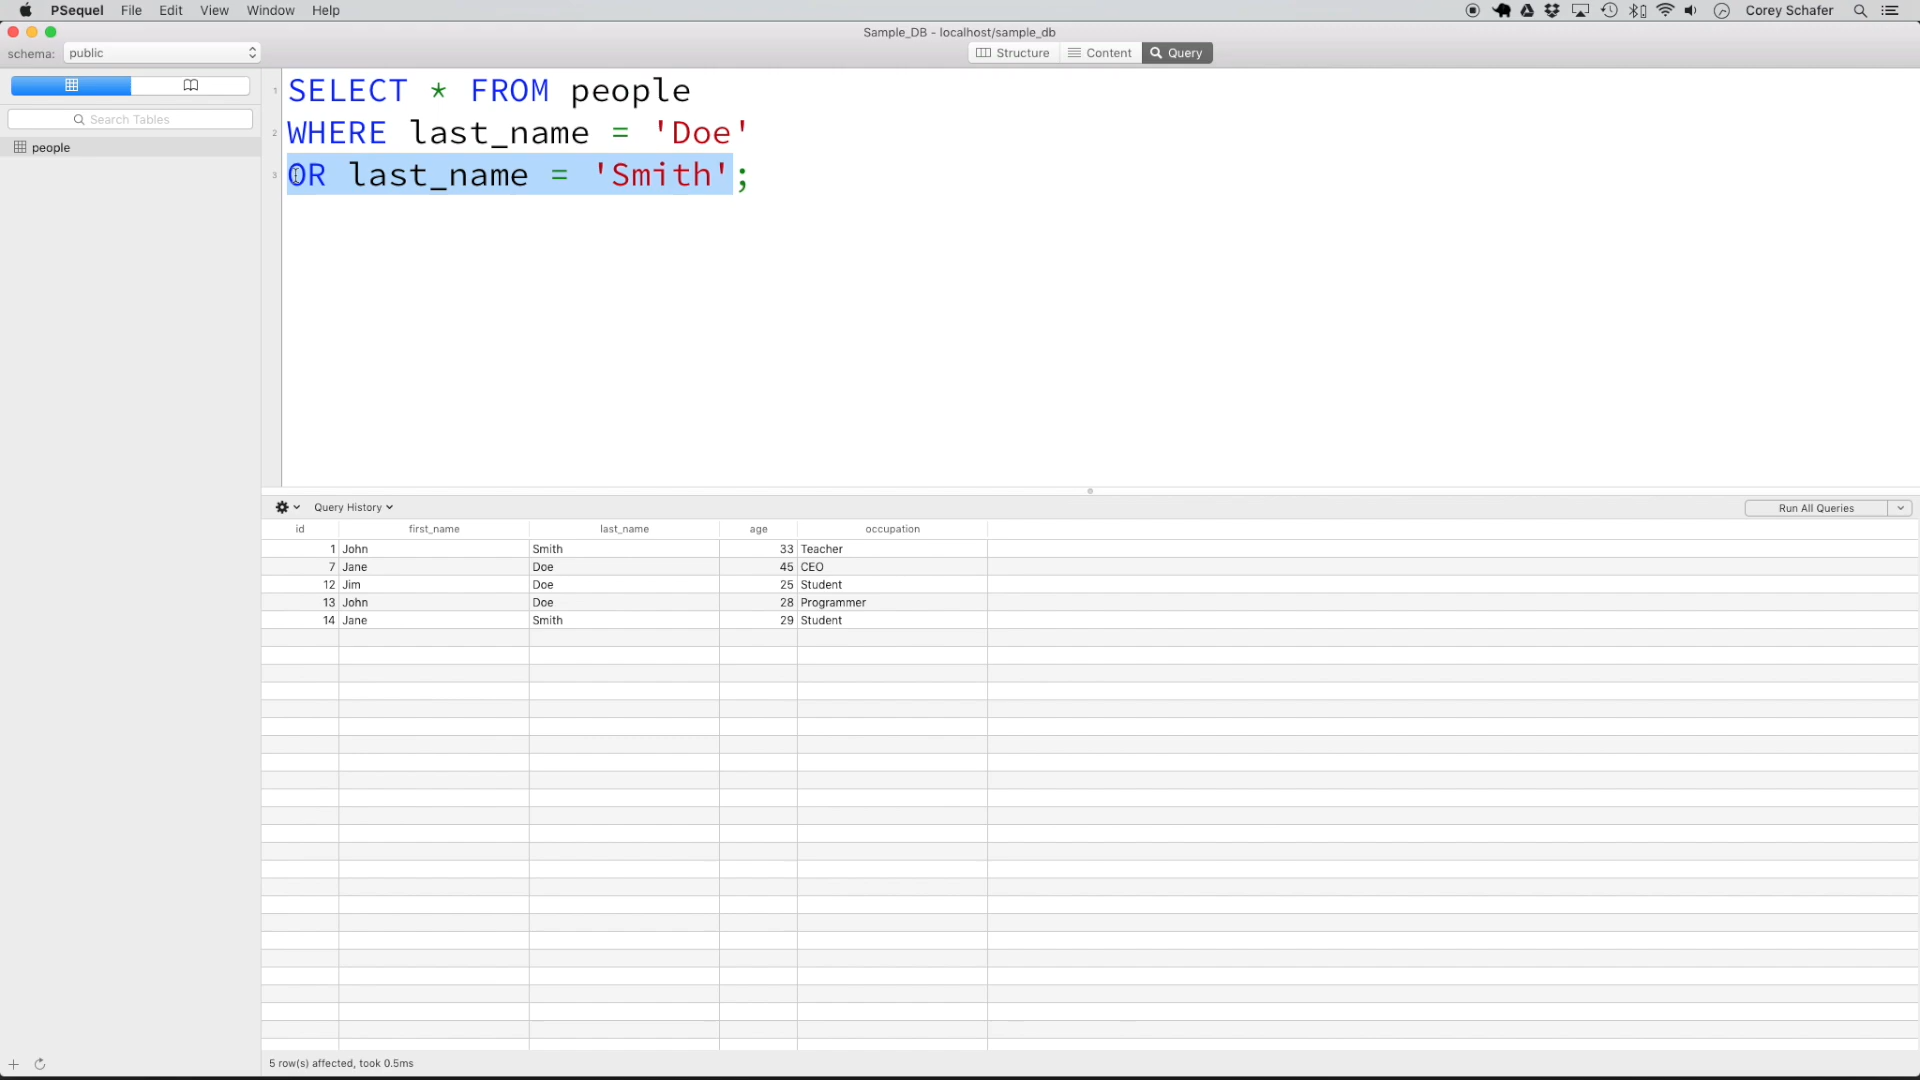 PSequel File Edit View Window Help Corey Schafer
Sample_DB - localhost/sample_db
schema: public Structure Content Query
Search Tables
people
1 SELECT * FROM people
2 WHERE last_name = 'Doe'
3 OR last_name = 'Smith';
Query History Run All Queries
id first_name last_name age occupation
1 John Smith 33 Teacher
7 Jane Doe 45 CEO
12 Jim Doe 25 Student
13 John Doe 28 Programmer
14 Jane Smith 29 Student
5 row(s) affected, took 0.5ms